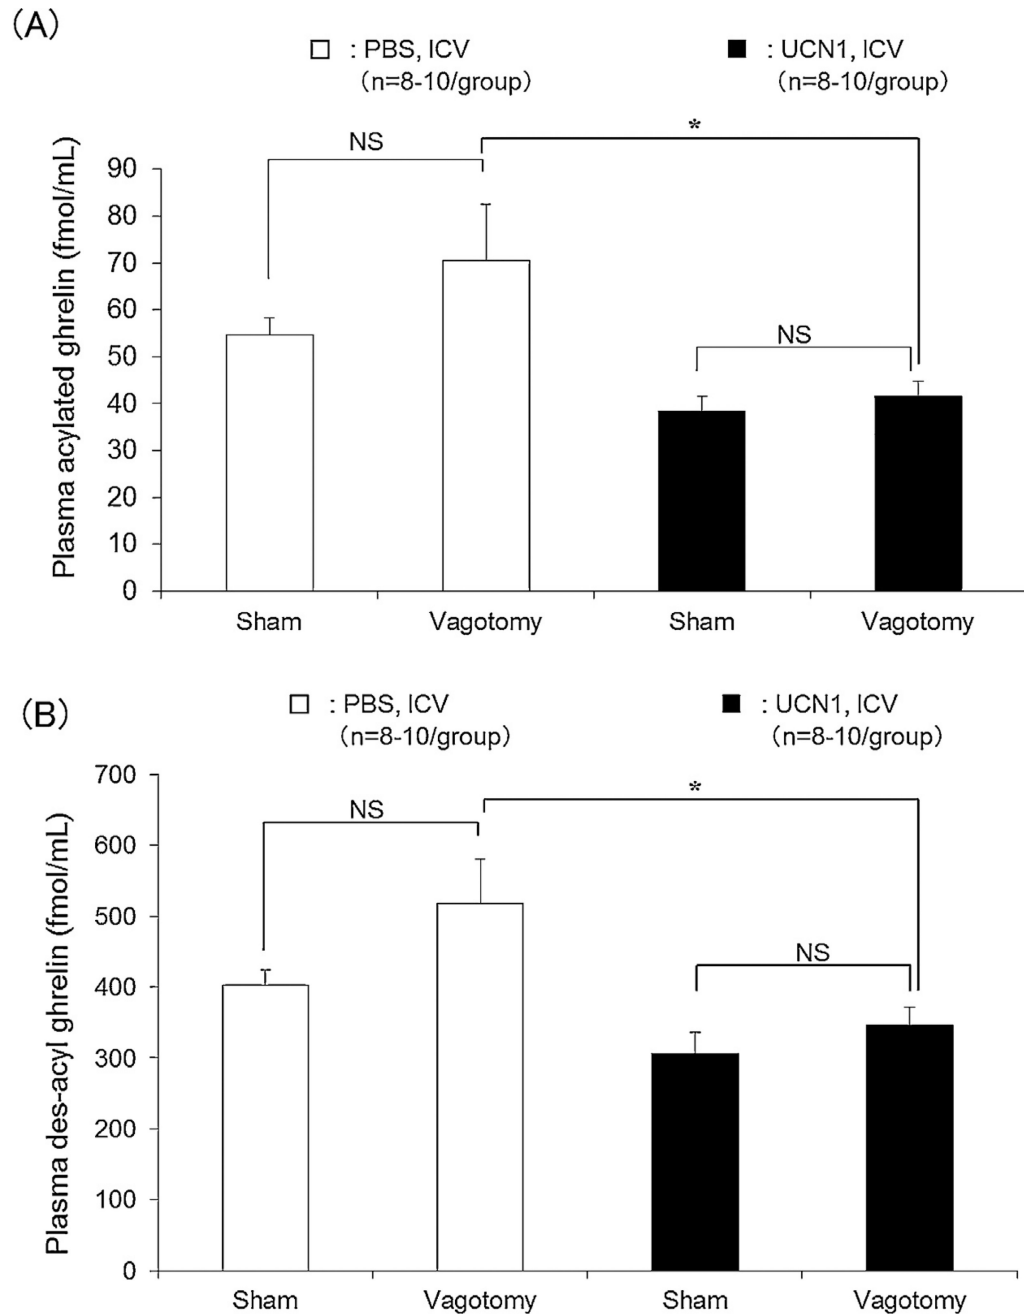 (A)
□ : PBS, ICV
(n=8-10/group)
■ : UCN1, ICV
(n=8-10/group)
Plasma acylated ghrelin (fmol/mL)
90
80
70
60
50
40
30
20
10
0
NS
*
NS
Sham
Vagotomy
Sham
Vagotomy
(B)
□ : PBS, ICV
(n=8-10/group)
■ : UCN1, ICV
(n=8-10/group)
Plasma des-acyl ghrelin (fmol/mL)
700
600
500
400
300
200
100
0
NS
*
NS
Sham
Vagotomy
Sham
Vagotomy